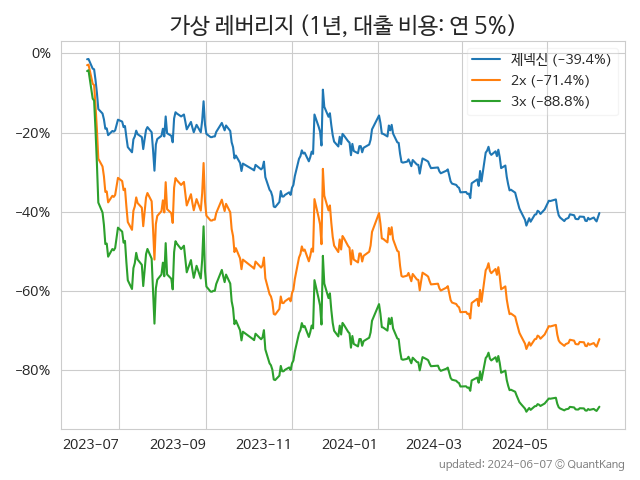 가상 레버리지 (1년, 대출 비용: 연 5%)
제넥신 (−39.4%)
2x (−71.4%)
3x (−88.8%)
0%
−20%
−40%
−60%
−80%
2023-07 2023-09 2023-11 2024-01 2024-03 2024-05
updated: 2024-06-07 © QuantKang